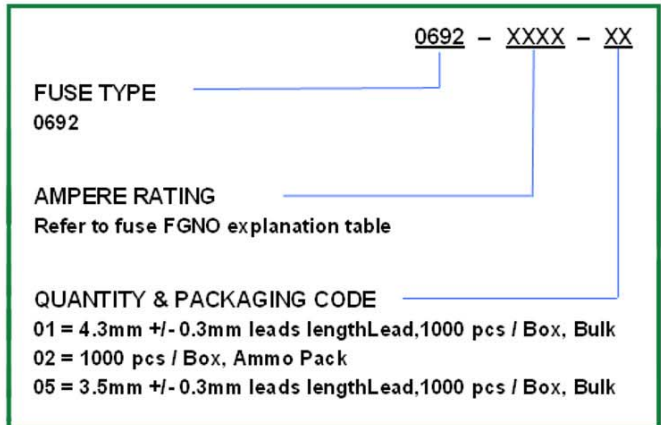 0692 – XXXX – XX
FUSE TYPE
0692
AMPERE RATING
Refer to fuse FGNO explanation table
QUANTITY & PACKAGING CODE
01 = 4.3mm +/- 0.3mm leads lengthLead,1000 pcs / Box, Bulk
02 = 1000 pcs / Box, Ammo Pack
05 = 3.5mm +/- 0.3mm leads lengthLead,1000 pcs / Box, Bulk